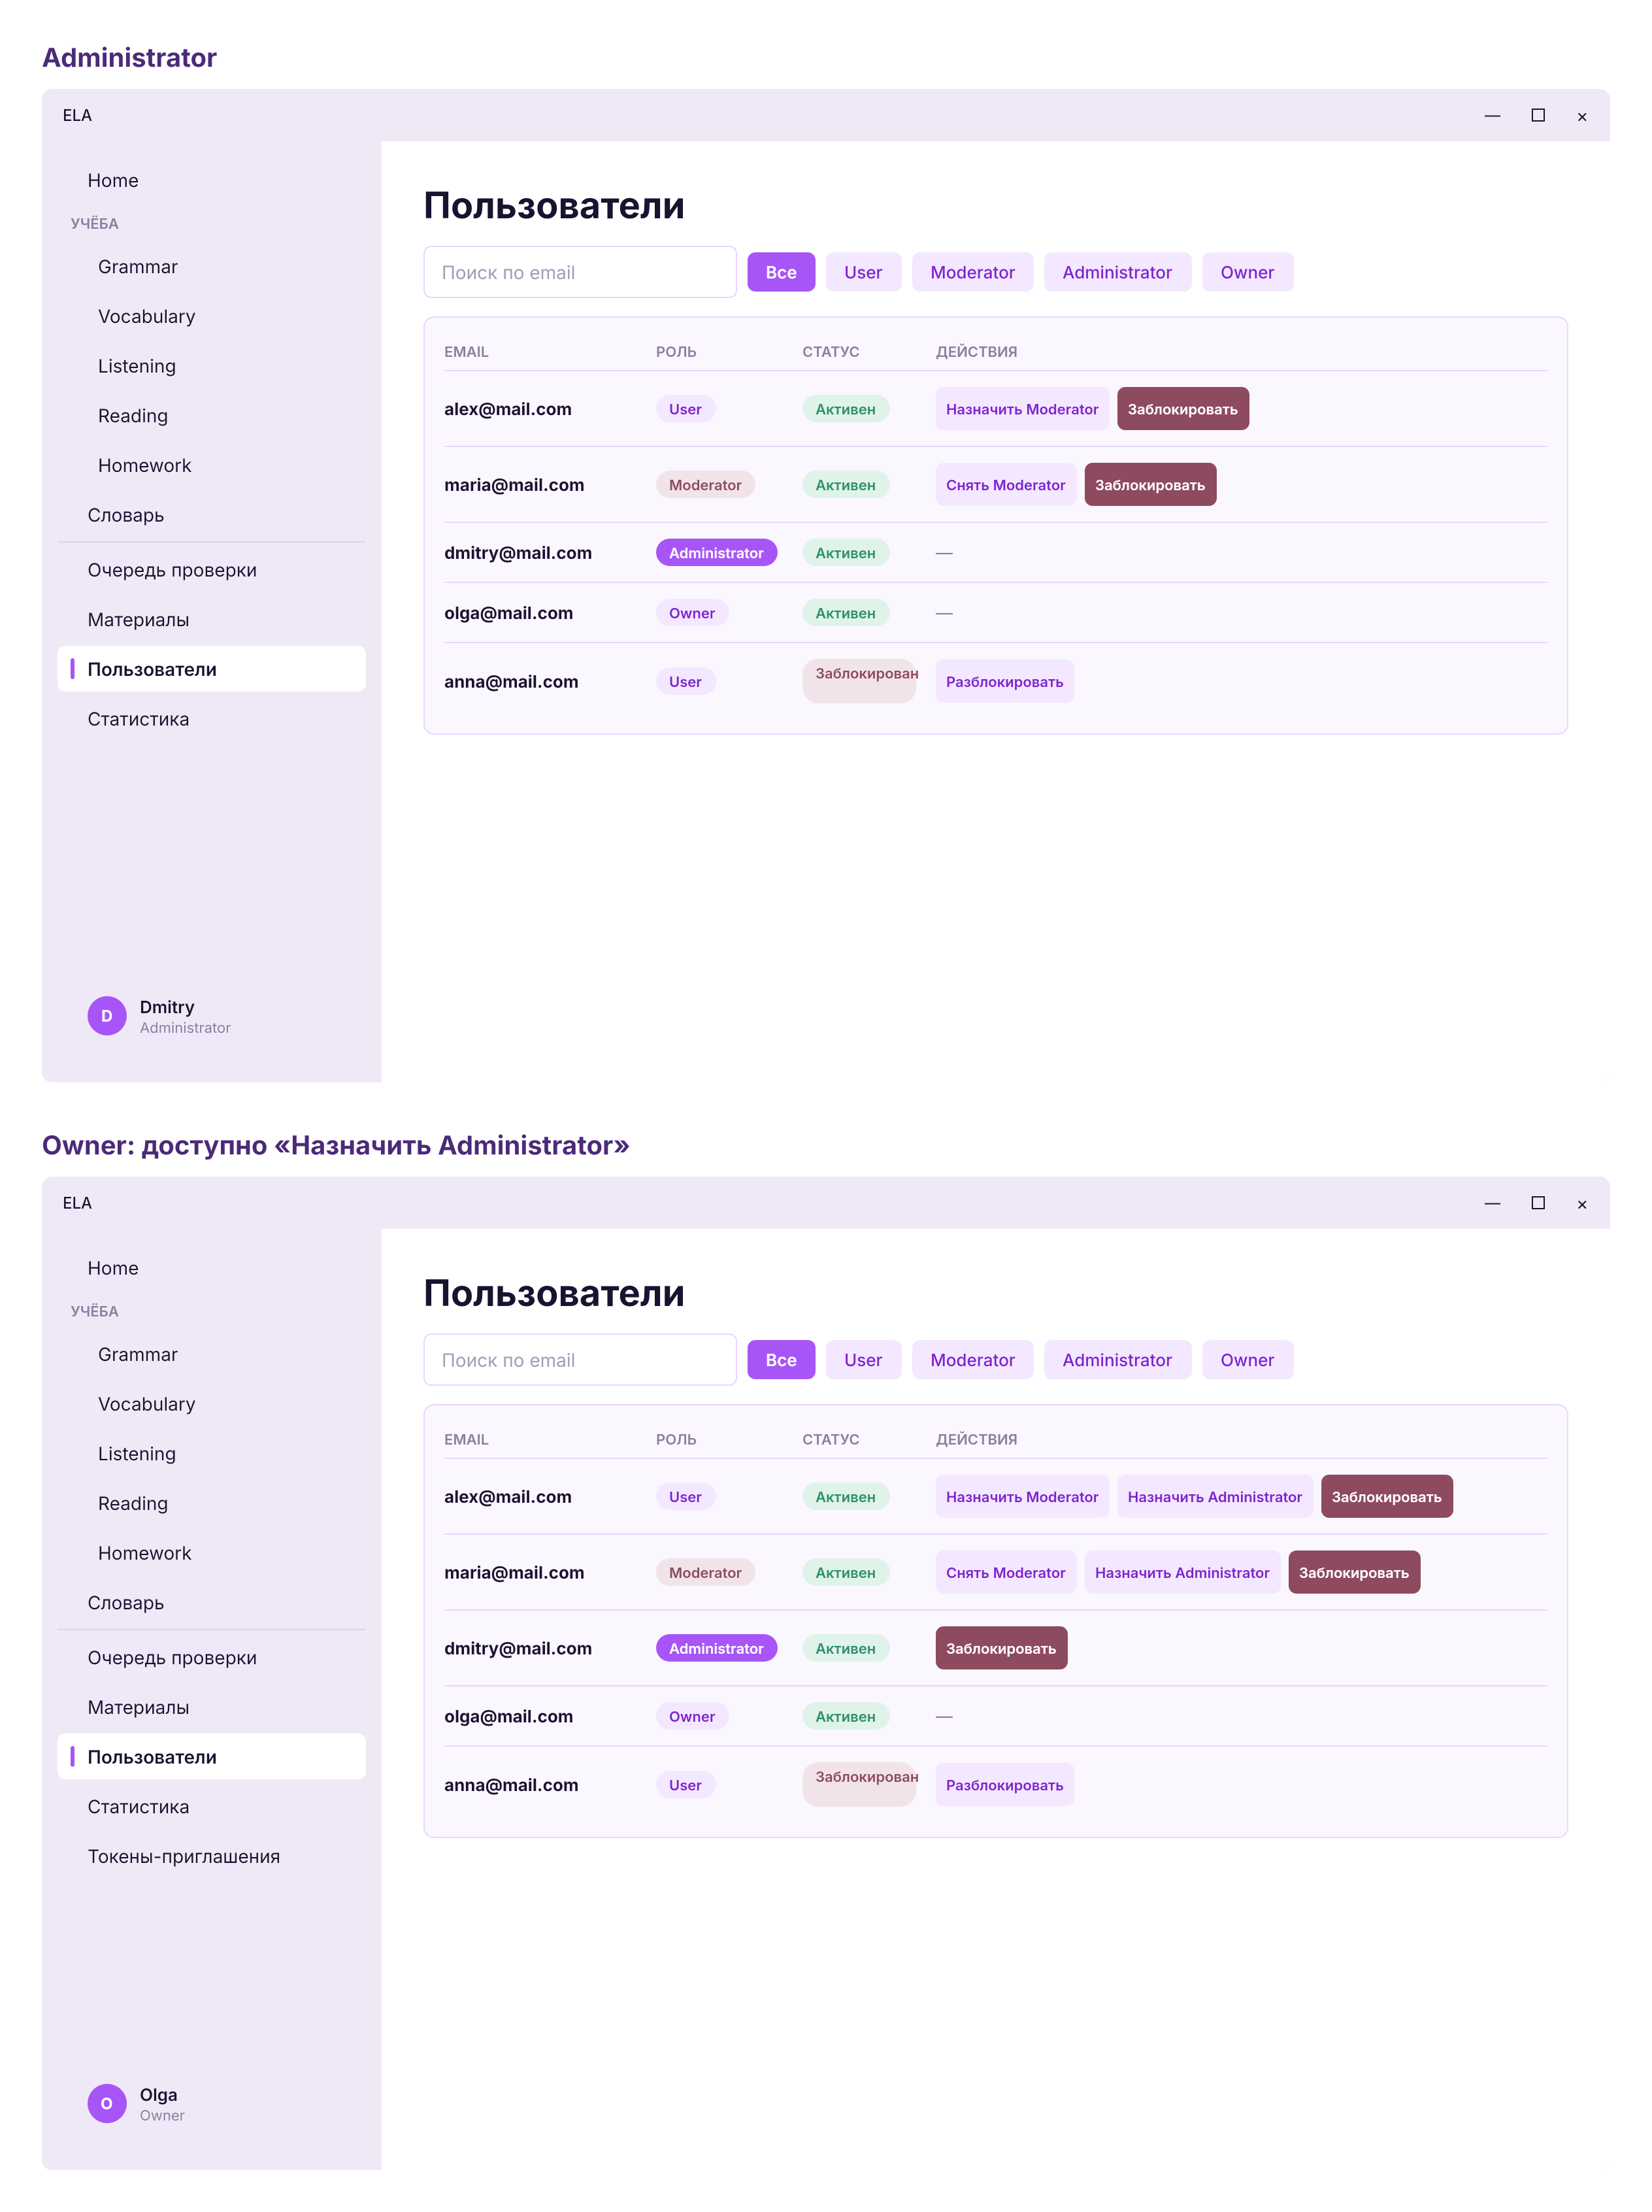 Administrator
ELA
Home
УЧЁБА
Grammar
Vocabulary
Listening
Reading
Homework
Словарь
Очередь проверки
Материалы
Пользователи
Статистика
D
Dmitry
Administrator
Пользователи
Поиск по email Все User Moderator Administrator Owner
EMAIL РОЛЬ СТАТУС ДЕЙСТВИЯ
alex@mail.com User Активен Назначить Moderator Заблокировать
maria@mail.com Moderator Активен Снять Moderator Заблокировать
dmitry@mail.com Administrator Активен —
olga@mail.com Owner Активен —
anna@mail.com User Заблокирован Разблокировать
Owner: доступно «Назначить Administrator»
ELA
Home
УЧЁБА
Grammar
Vocabulary
Listening
Reading
Homework
Словарь
Очередь проверки
Материалы
Пользователи
Статистика
Токены-приглашения
O
Olga
Owner
Пользователи
Поиск по email Все User Moderator Administrator Owner
EMAIL РОЛЬ СТАТУС ДЕЙСТВИЯ
alex@mail.com User Активен Назначить Moderator Назначить Administrator Заблокировать
maria@mail.com Moderator Активен Снять Moderator Назначить Administrator Заблокировать
dmitry@mail.com Administrator Активен Заблокировать
olga@mail.com Owner Активен —
anna@mail.com User Заблокирован Разблокировать